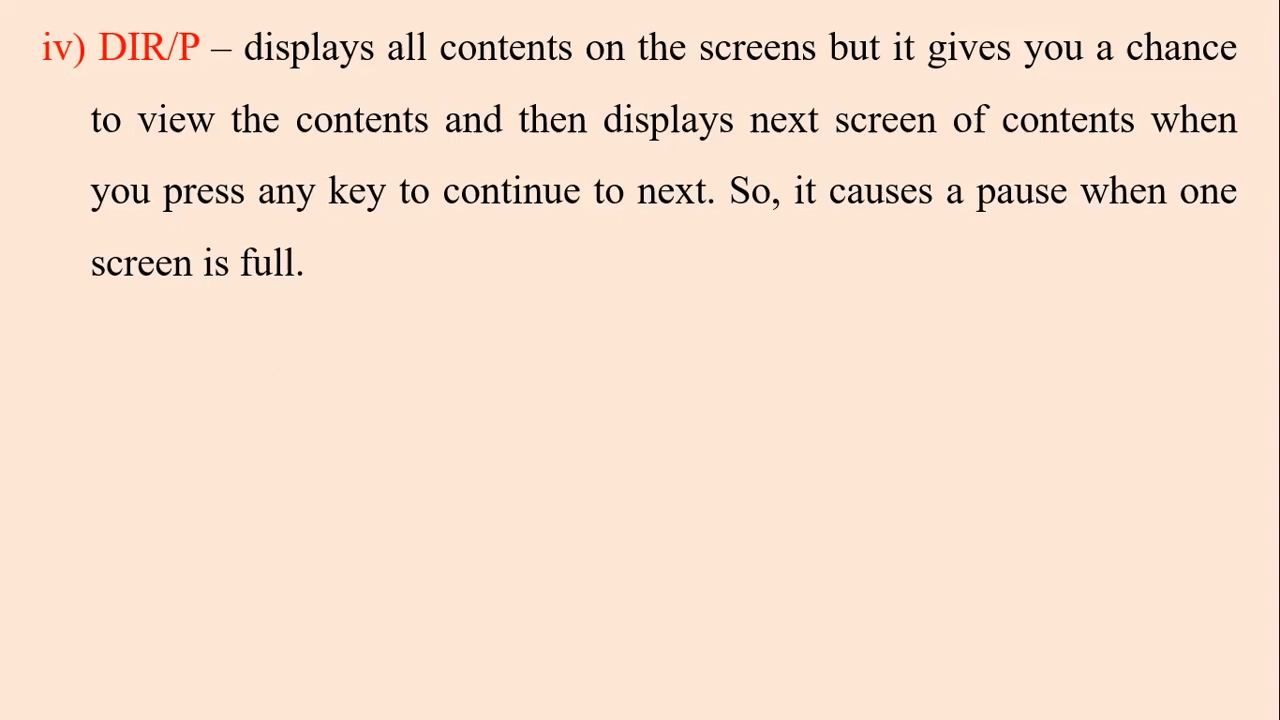 iv) DIR/P – displays all contents on the screens but it gives you a chance
to view the contents and then displays next screen of contents when
you press any key to continue to next. So, it causes a pause when one
screen is full.